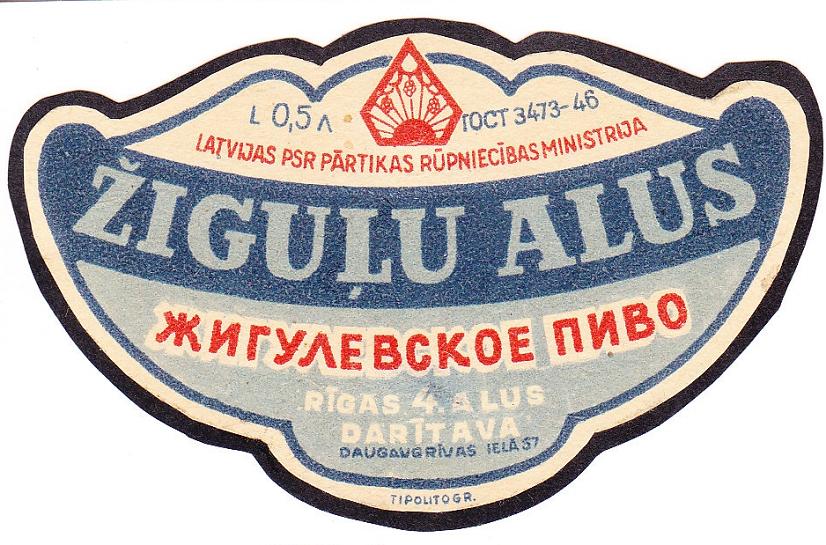 L 0,5 л ГОСТ 3473-46
LATVIJAS PSR PĀRTIKAS RŪPNIECĪBAS MINISTRIJA
ŽIGUĻU ALUS
ЖИГУЛЕВСКОЕ ПИВО
RĪGAS 4. ALUS
DARĪTAVA
DAUGAVGRĪVAS IELĀ 57
TIPOLITOGR.